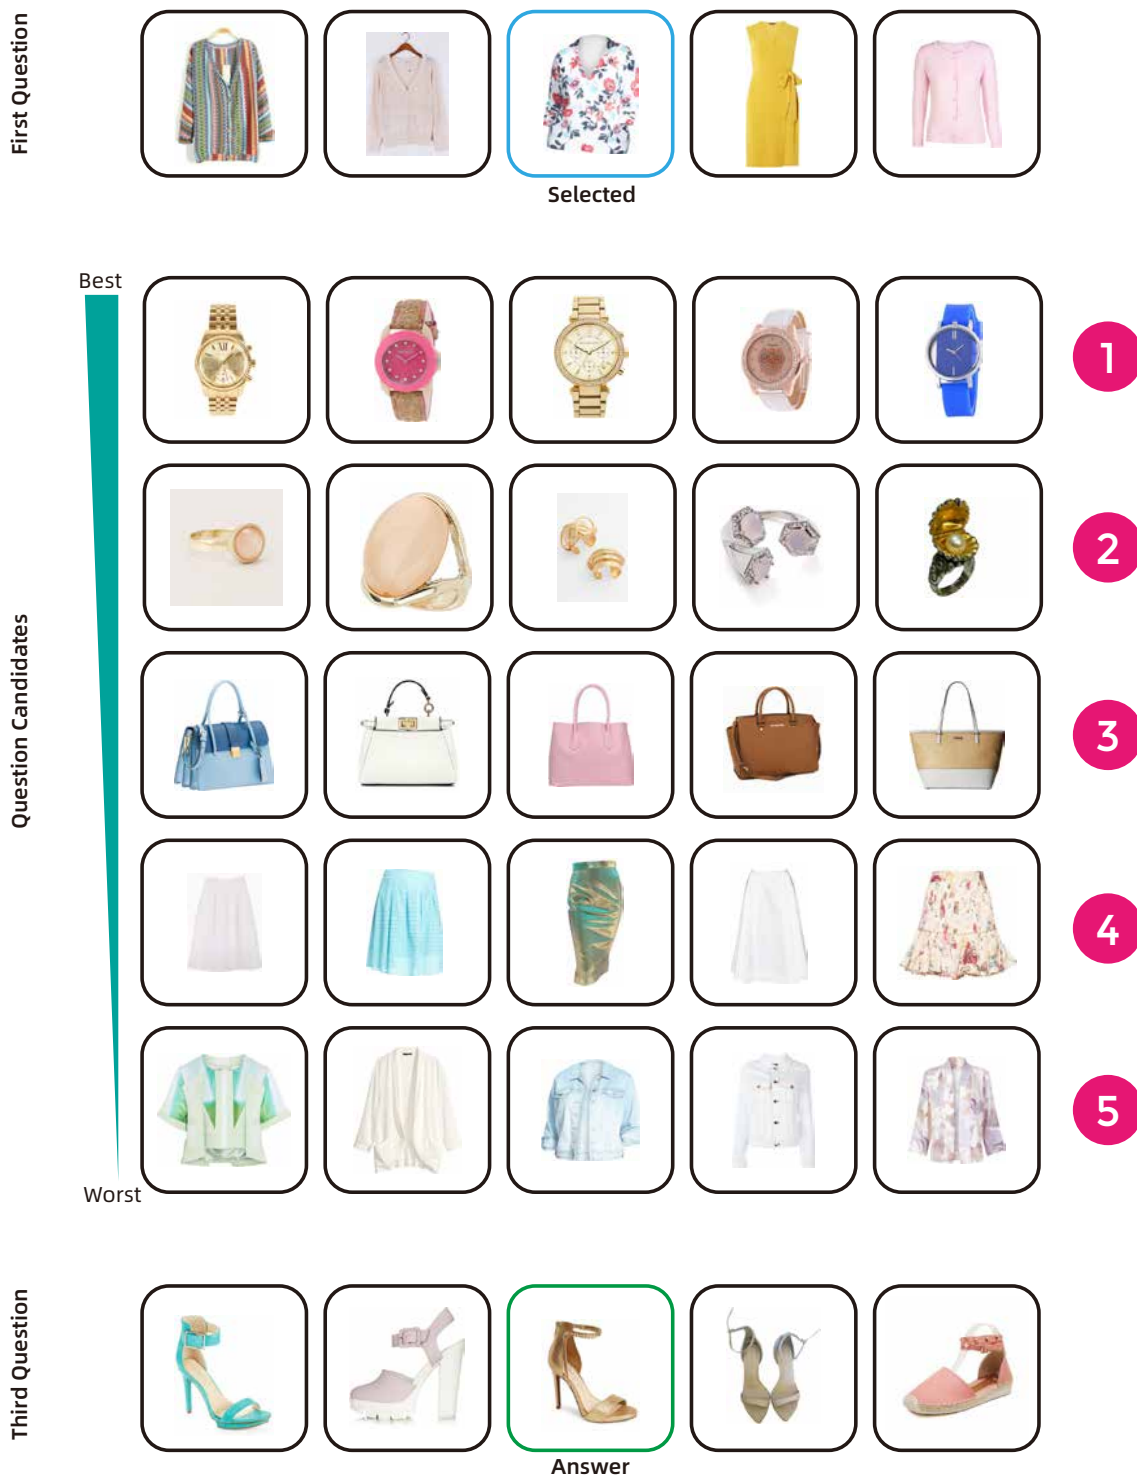 First Question
Selected
Best
Question Candidates
1
2
3
4
5
Worst
Third Question
Answer